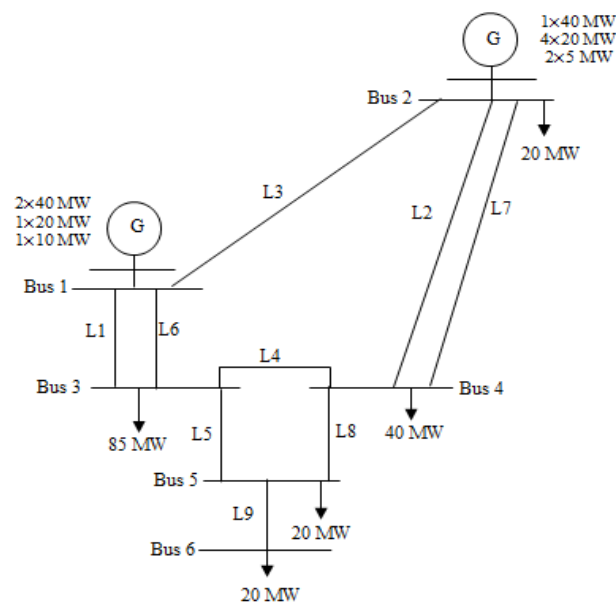 1×40 MW
4×20 MW
2×5 MW
G
Bus 2
20 MW
L3
L2
L7
2×40 MW
1×20 MW
1×10 MW
G
Bus 1
L1
L6
L4
Bus 3
Bus 4
85 MW
L5
L8
40 MW
Bus 5
L9
20 MW
Bus 6
20 MW